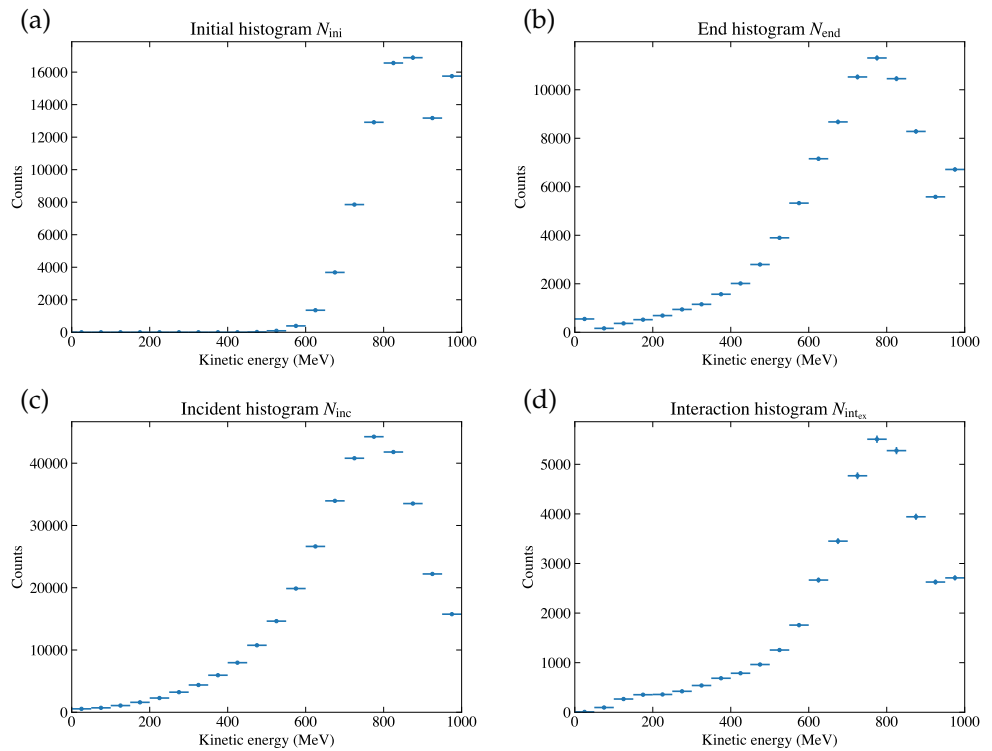 (a)
Initial histogram N_ini
Counts
16000
14000
12000
10000
8000
6000
4000
2000
0
0 200 400 600 800 1000
Kinetic energy (MeV)
(b)
End histogram N_end
Counts
10000
8000
6000
4000
2000
0
0 200 400 600 800 1000
Kinetic energy (MeV)
(c)
Incident histogram N_inc
Counts
40000
30000
20000
10000
0
0 200 400 600 800 1000
Kinetic energy (MeV)
(d)
Interaction histogram N_int_ex
Counts
5000
4000
3000
2000
1000
0
0 200 400 600 800 1000
Kinetic energy (MeV)